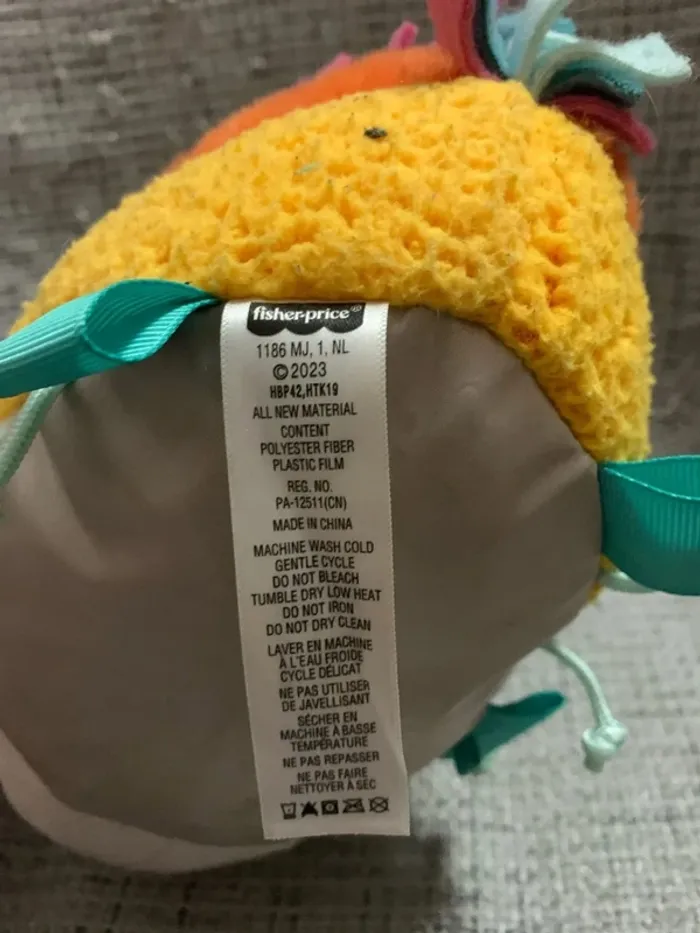 fisher-price®
1186 MJ, 1, NL
©2023
HBP42,HTK19
ALL NEW MATERIAL
CONTENT
POLYESTER FIBER
PLASTIC FILM
REG. NO.
PA-12511(CN)
MADE IN CHINA
MACHINE WASH COLD
GENTLE CYCLE
DO NOT BLEACH
TUMBLE DRY LOW HEAT
DO NOT IRON
DO NOT DRY CLEAN
LAVER EN MACHINE
À L'EAU FROIDE
CYCLE DÉLICAT
NE PAS UTILISER
DE JAVELLISANT
SÉCHER EN
MACHINE À BASSE
TEMPÉRATURE
NE PAS REPASSER
NE PAS FAIRE
NETTOYER À SEC